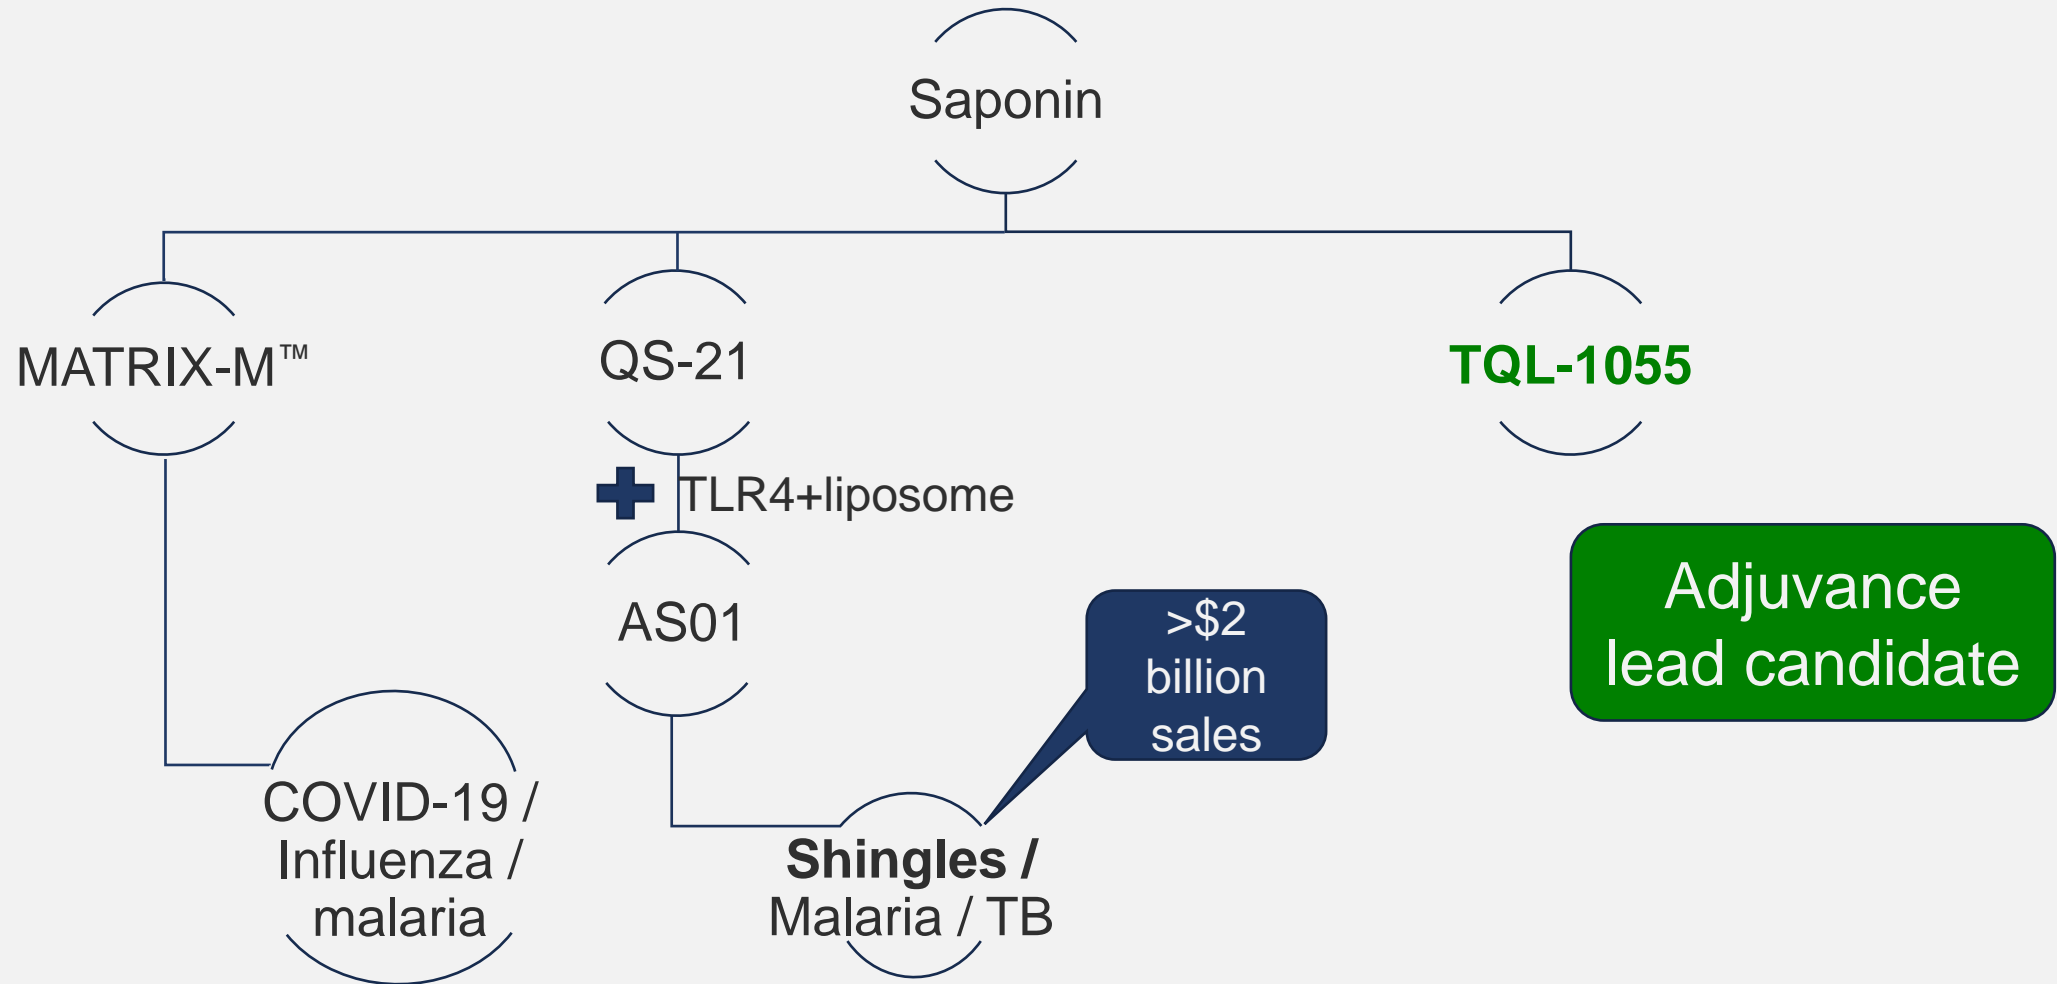 Saponin
MATRIX-M™
QS-21
TQL-1055
TLR4+liposome
AS01
>$2
billion
sales
Adjuvance
lead candidate
COVID-19 /
Influenza /
malaria
Shingles /
Malaria / TB